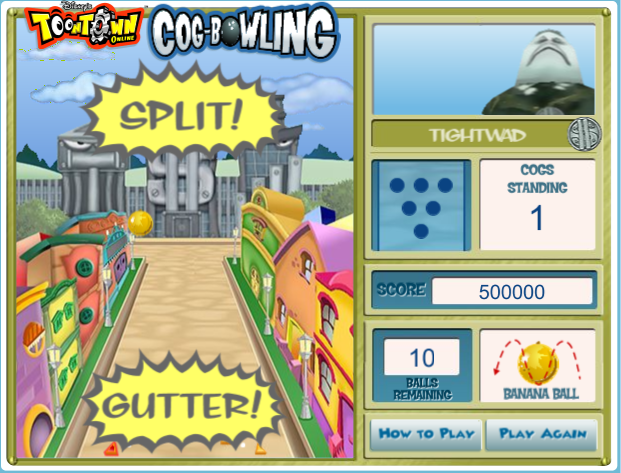 Disney's
TOONTOWN
ONLINE
COG-BOWLING
SPLIT!
TIGHTWAD
COGS
STANDING
1
SCORE 500000
10
BALLS
REMAINING
BANANA BALL
GUTTER!
How to Play
Play Again